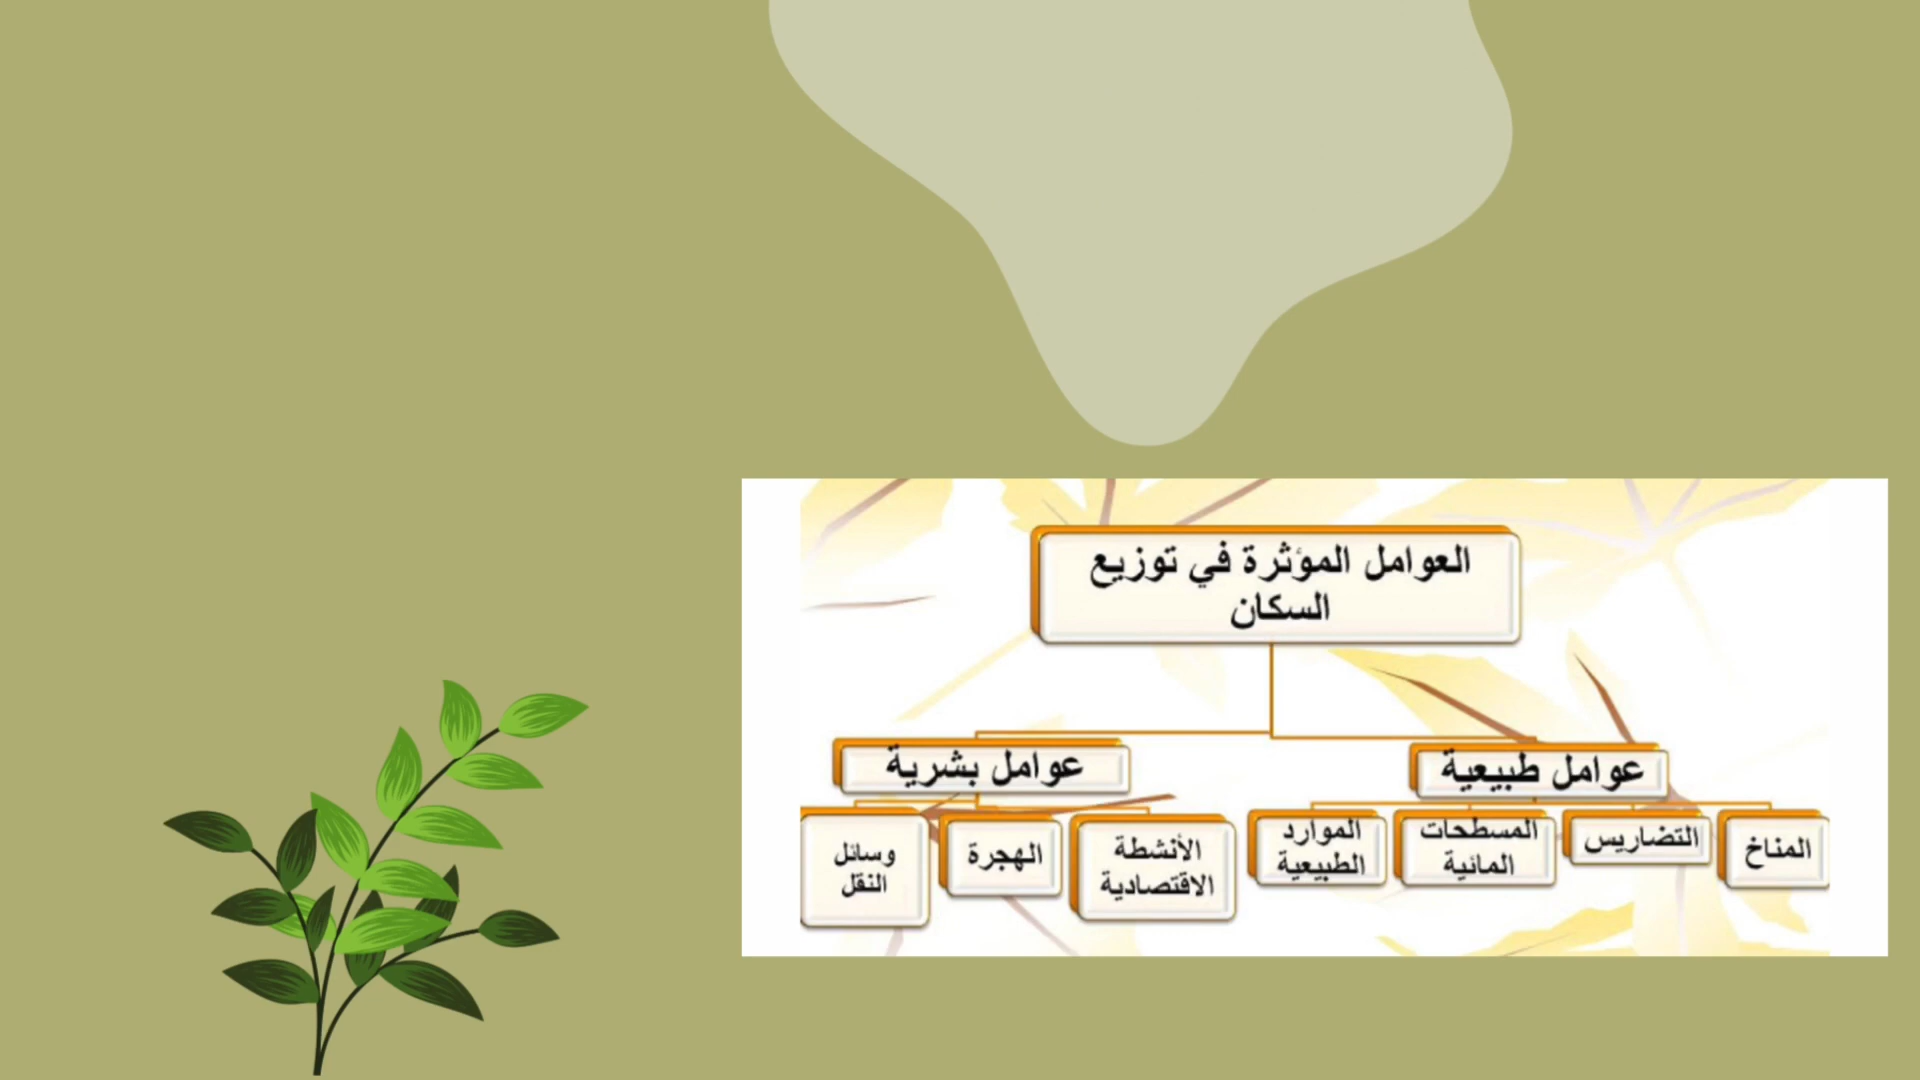 العوامل المؤثرة في توزيع
السكان
عوامل طبيعية
عوامل بشرية
المناخ
التضاريس
المسطحات
المائية
الموارد
الطبيعية
الأنشطة
الاقتصادية
الهجرة
وسائل
النقل